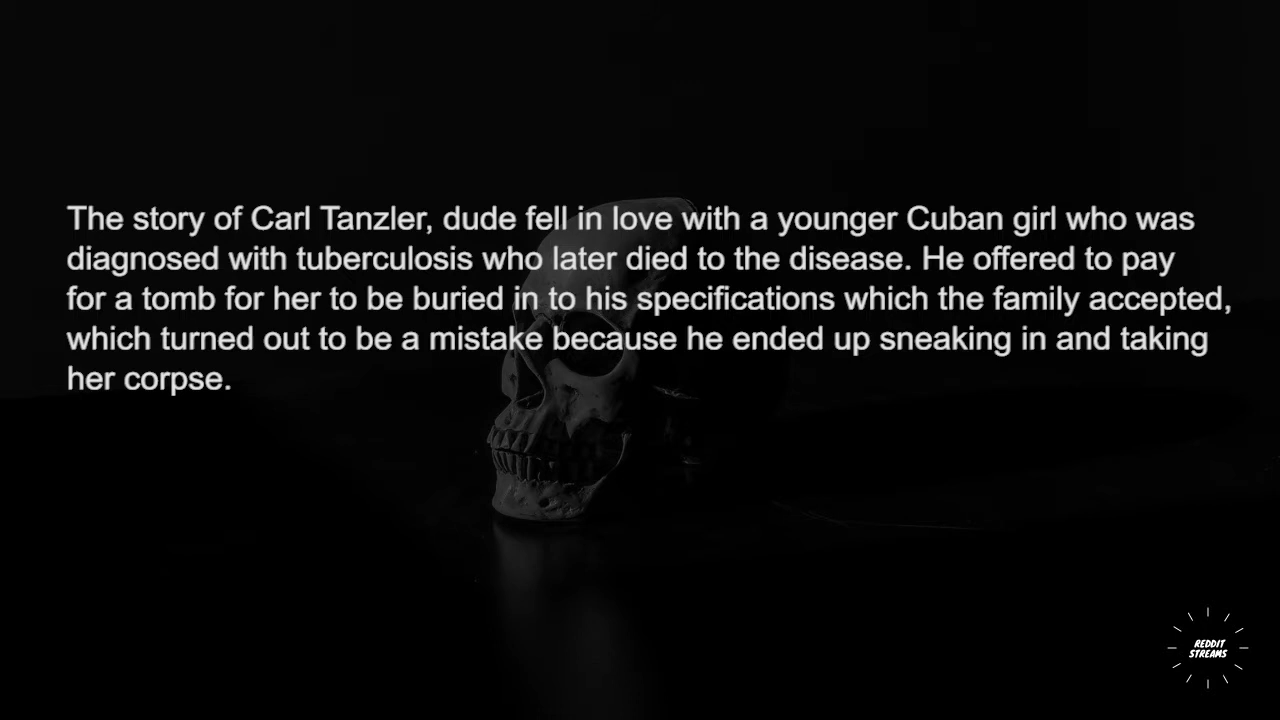 The story of Carl Tanzler, dude fell in love with a younger Cuban girl who was
diagnosed with tuberculosis who later died to the disease. He offered to pay
for a tomb for her to be buried in to his specifications which the family accepted,
which turned out to be a mistake because he ended up sneaking in and taking
her corpse.
REDDIT
STREAMS